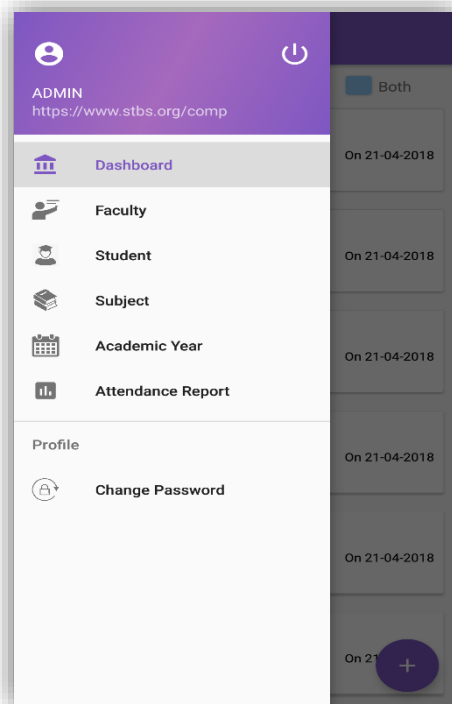 ADMIN
https://www.stbs.org/comp
Both
Dashboard
On 21-04-2018
Faculty
Student
On 21-04-2018
Subject
Academic Year
On 21-04-2018
Attendance Report
Profile
On 21-04-2018
Change Password
On 21-04-2018
On 21